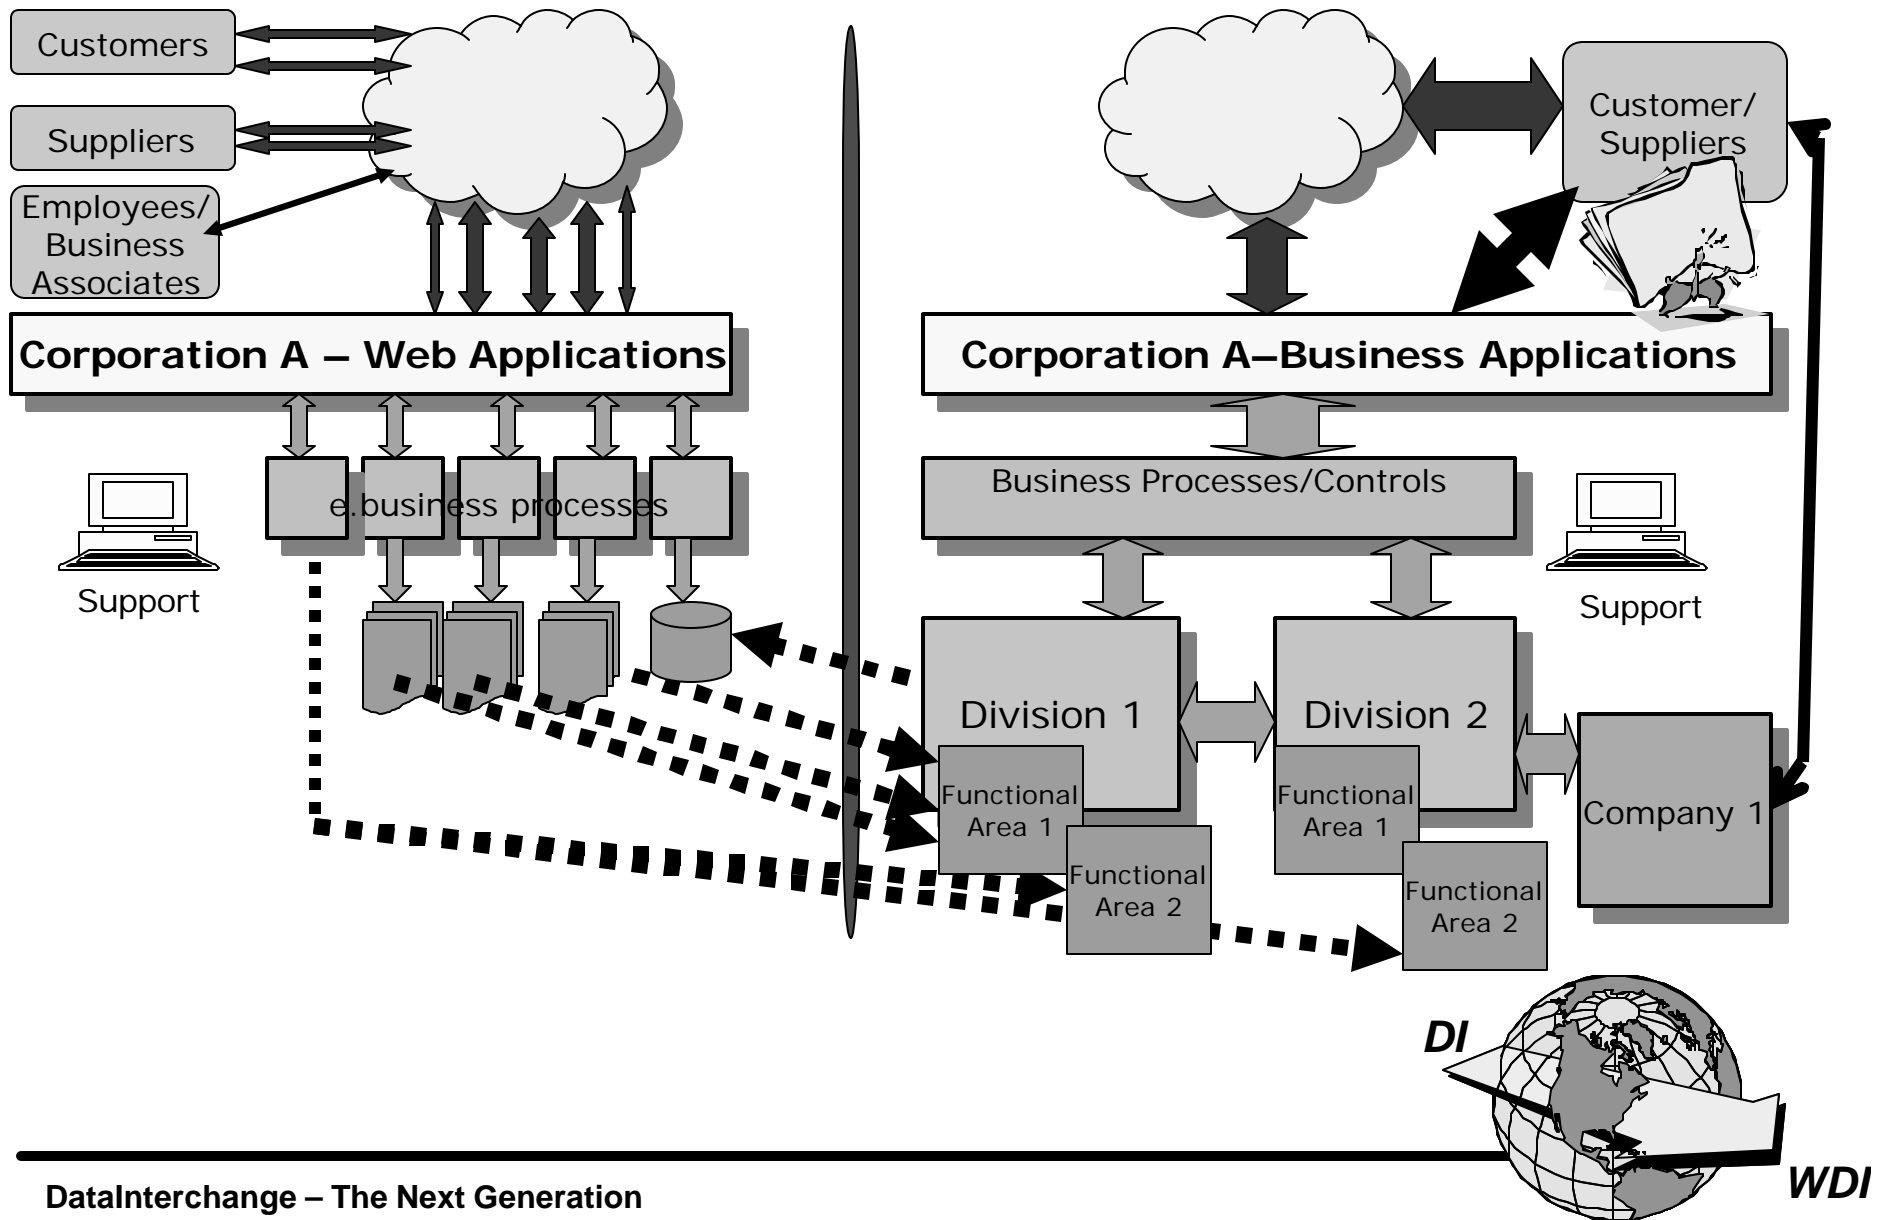 Customers
Suppliers
Employees/
Business
Associates
Corporation A – Web Applications
e.business processes
Support
Customer/
Suppliers
Corporation A–Business Applications
Business Processes/Controls
Support
Division 1
Functional
Area 1
Functional
Area 2
Division 2
Functional
Area 1
Functional
Area 2
Company 1
DI
WDI
DataInterchange – The Next Generation